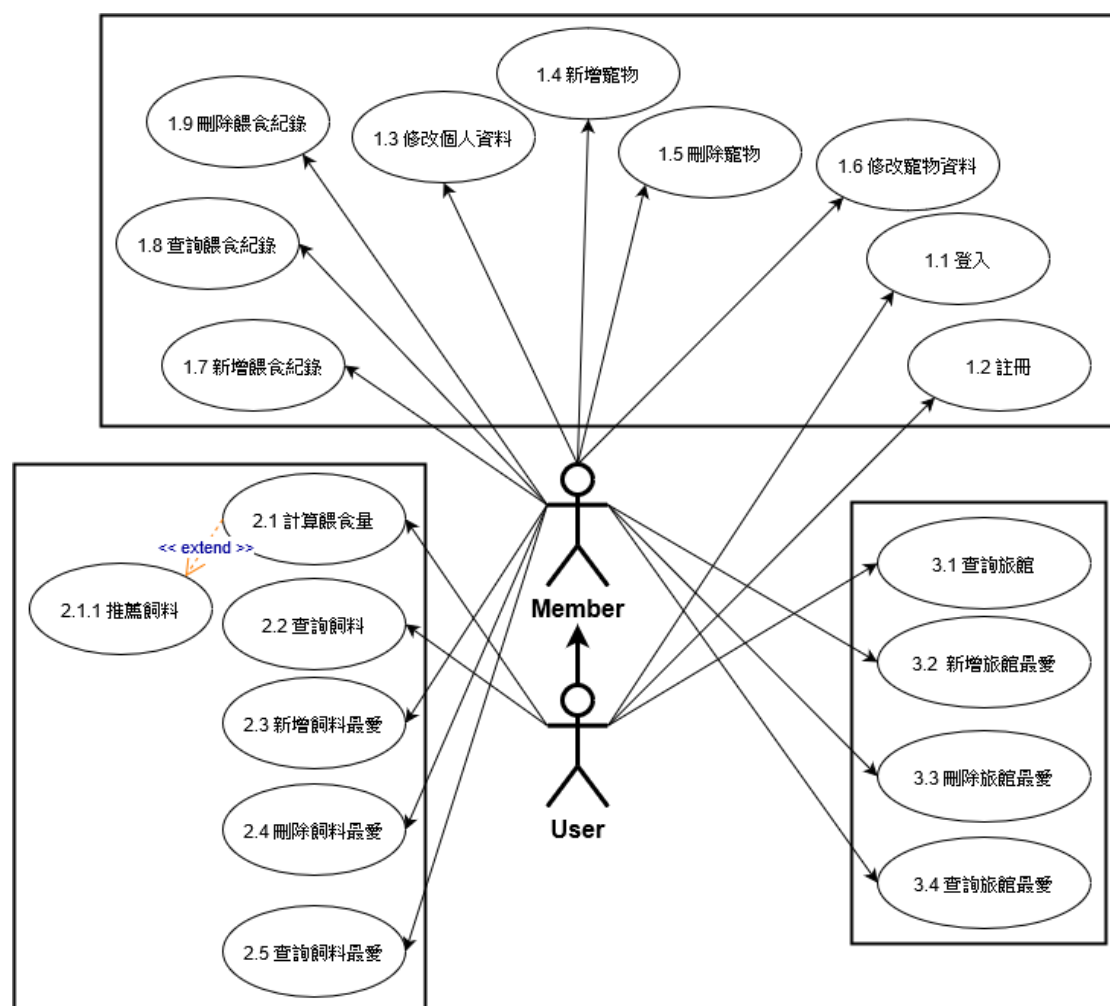 1.4 新增寵物
1.9 刪除餵食紀錄
1.3 修改個人資料
1.5 刪除寵物
1.6 修改寵物資料
1.8 查詢餵食紀錄
1.1 登入
1.7 新增餵食紀錄
1.2 註冊
2.1 計算餵食量
<< extend >>
2.1.1 推薦飼料
2.2 查詢飼料
2.3 新增飼料最愛
2.4 刪除飼料最愛
2.5 查詢飼料最愛
Member
User
3.1 查詢旅館
3.2 新增旅館最愛
3.3 刪除旅館最愛
3.4 查詢旅館最愛